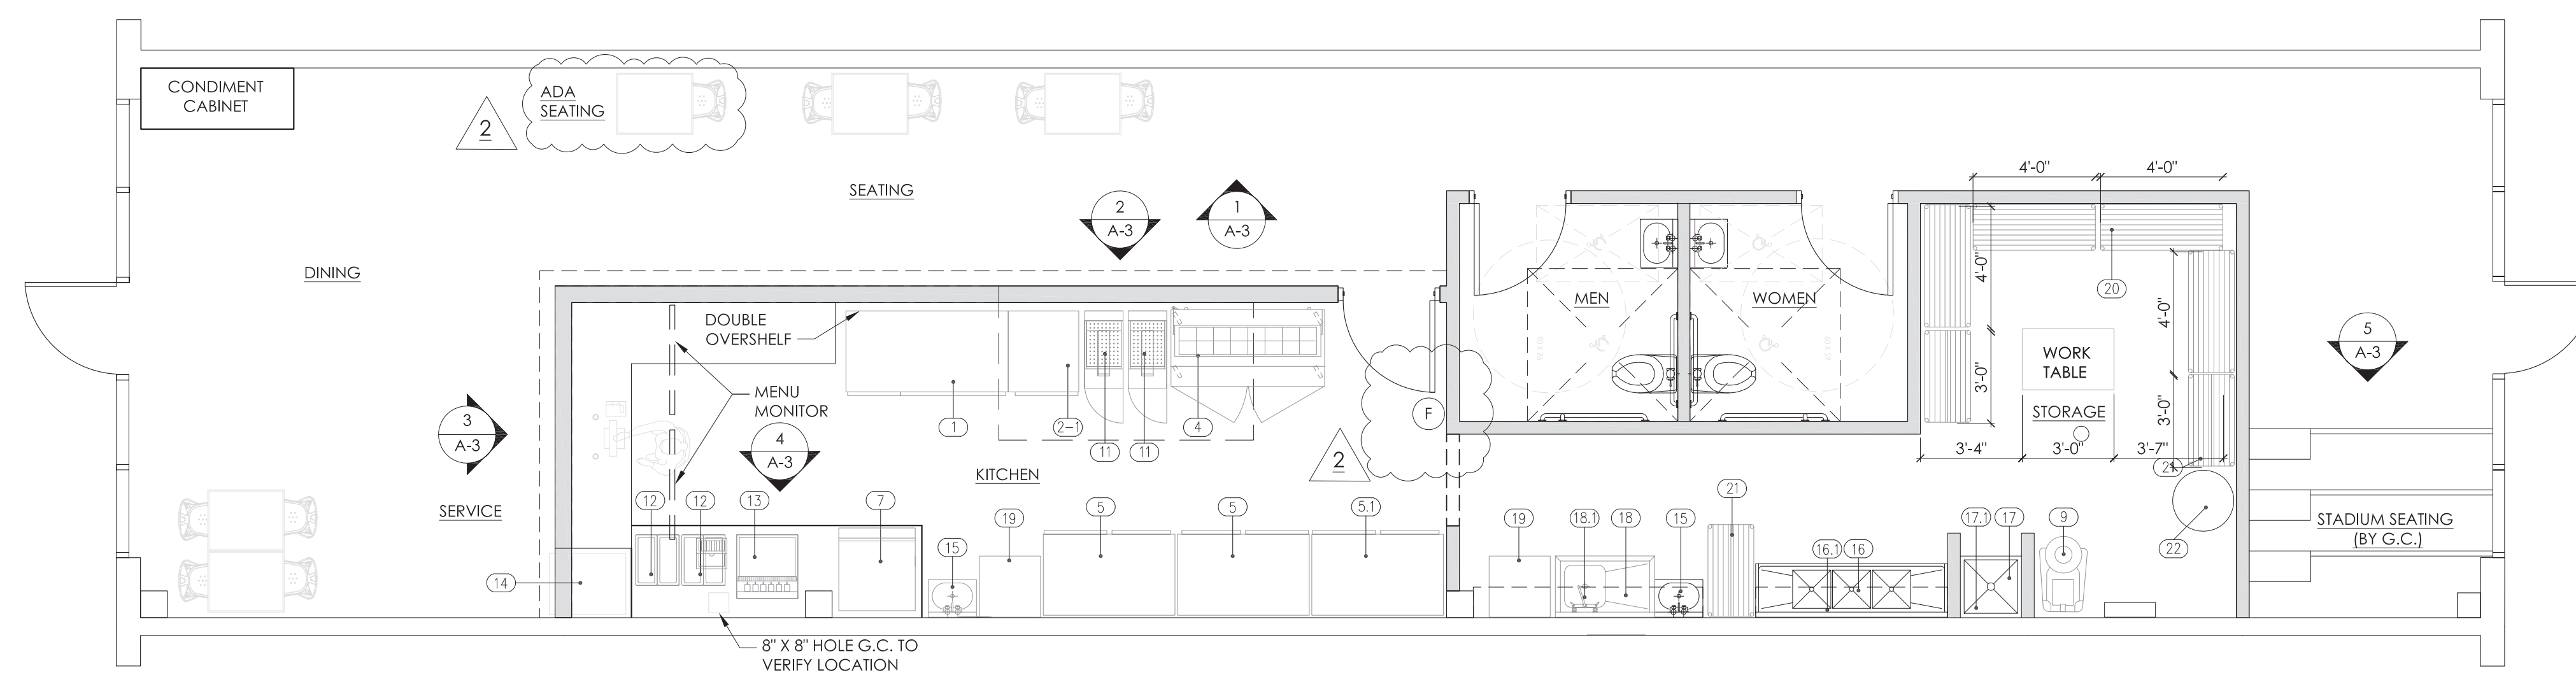 CONDIMENT
CABINET
ADA
SEATING
2
SEATING
2
A-3
1
A-3
DINING
4'-0"
4'-0"
4'-0"
3'-0"
4'-0"
3'-0"
20
MEN
WOMEN
60 X 59
60 X 59
DOUBLE
OVERSHELF
MENU
MONITOR
1
2-1
11
11
4
F
2
WORK
TABLE
STORAGE
3'-4"
3'-0"
3'-7"
5
A-3
3
A-3
4
A-3
KITCHEN
SERVICE
12
12
13
7
15
19
5
5
5.1
14
19
18.1
18
15
21
16.1
16
17.1
17
9
22
STADIUM SEATING
(BY G.C.)
8" X 8" HOLE G.C. TO
VERIFY LOCATION